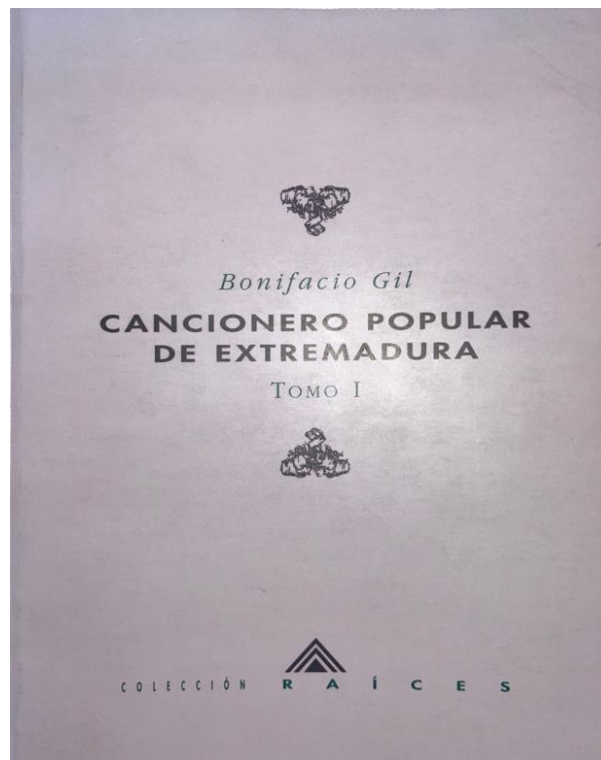 Bonifacio Gil
CANCIONERO POPULAR
DE EXTREMADURA
TOMO I
COLECCIÓN RAÍCES